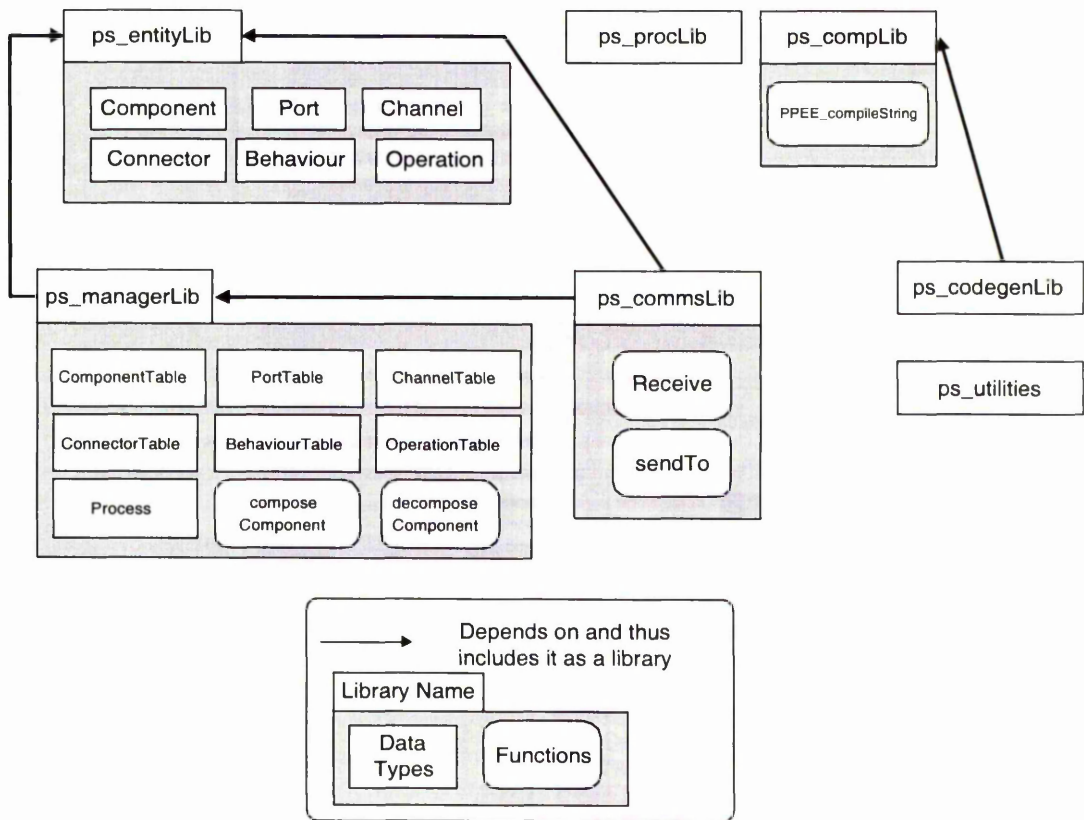 ps_entityLib
Component
Port
Channel
Connector
Behaviour
Operation
ps_procLib
ps_compLib
PPEE_compileString
ps_managerLib
ComponentTable
PortTable
ChannelTable
ConnectorTable
BehaviourTable
OperationTable
Process
compose
Component
decompose
Component
ps_commsLib
Receive
sendTo
ps_codegenLib
ps_utilities
Depends on and thus
includes it as a library
Library Name
Data
Types
Functions